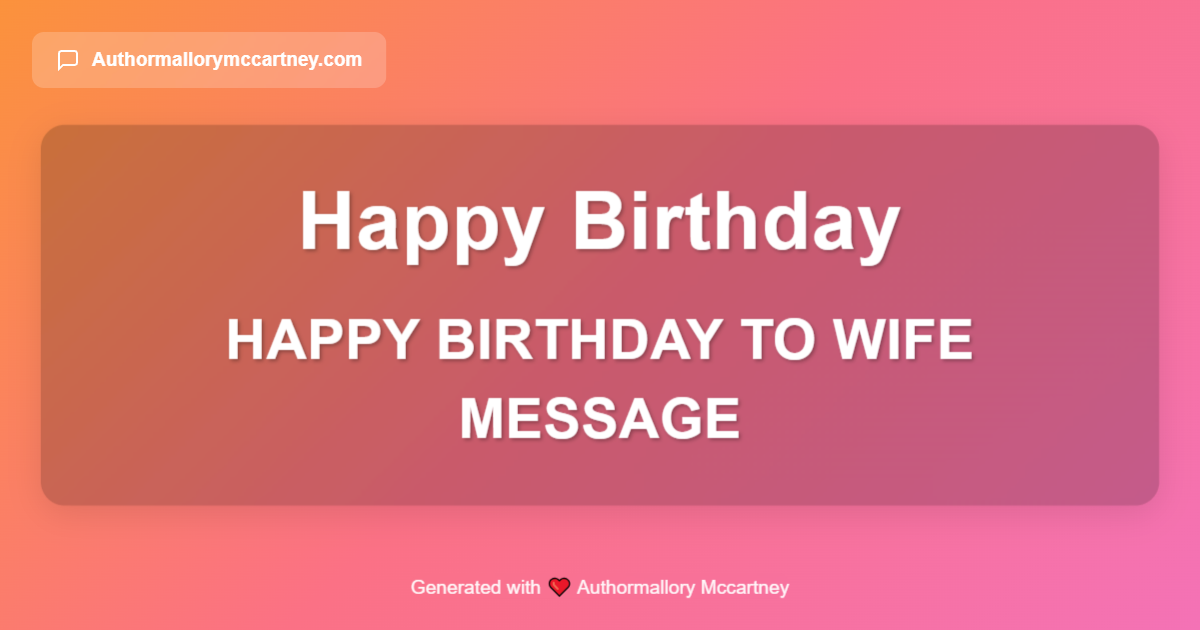 Authormallorymccartney.com
Happy Birthday
HAPPY BIRTHDAY TO WIFE
MESSAGE
Generated with ❤️ Authormallory Mccartney